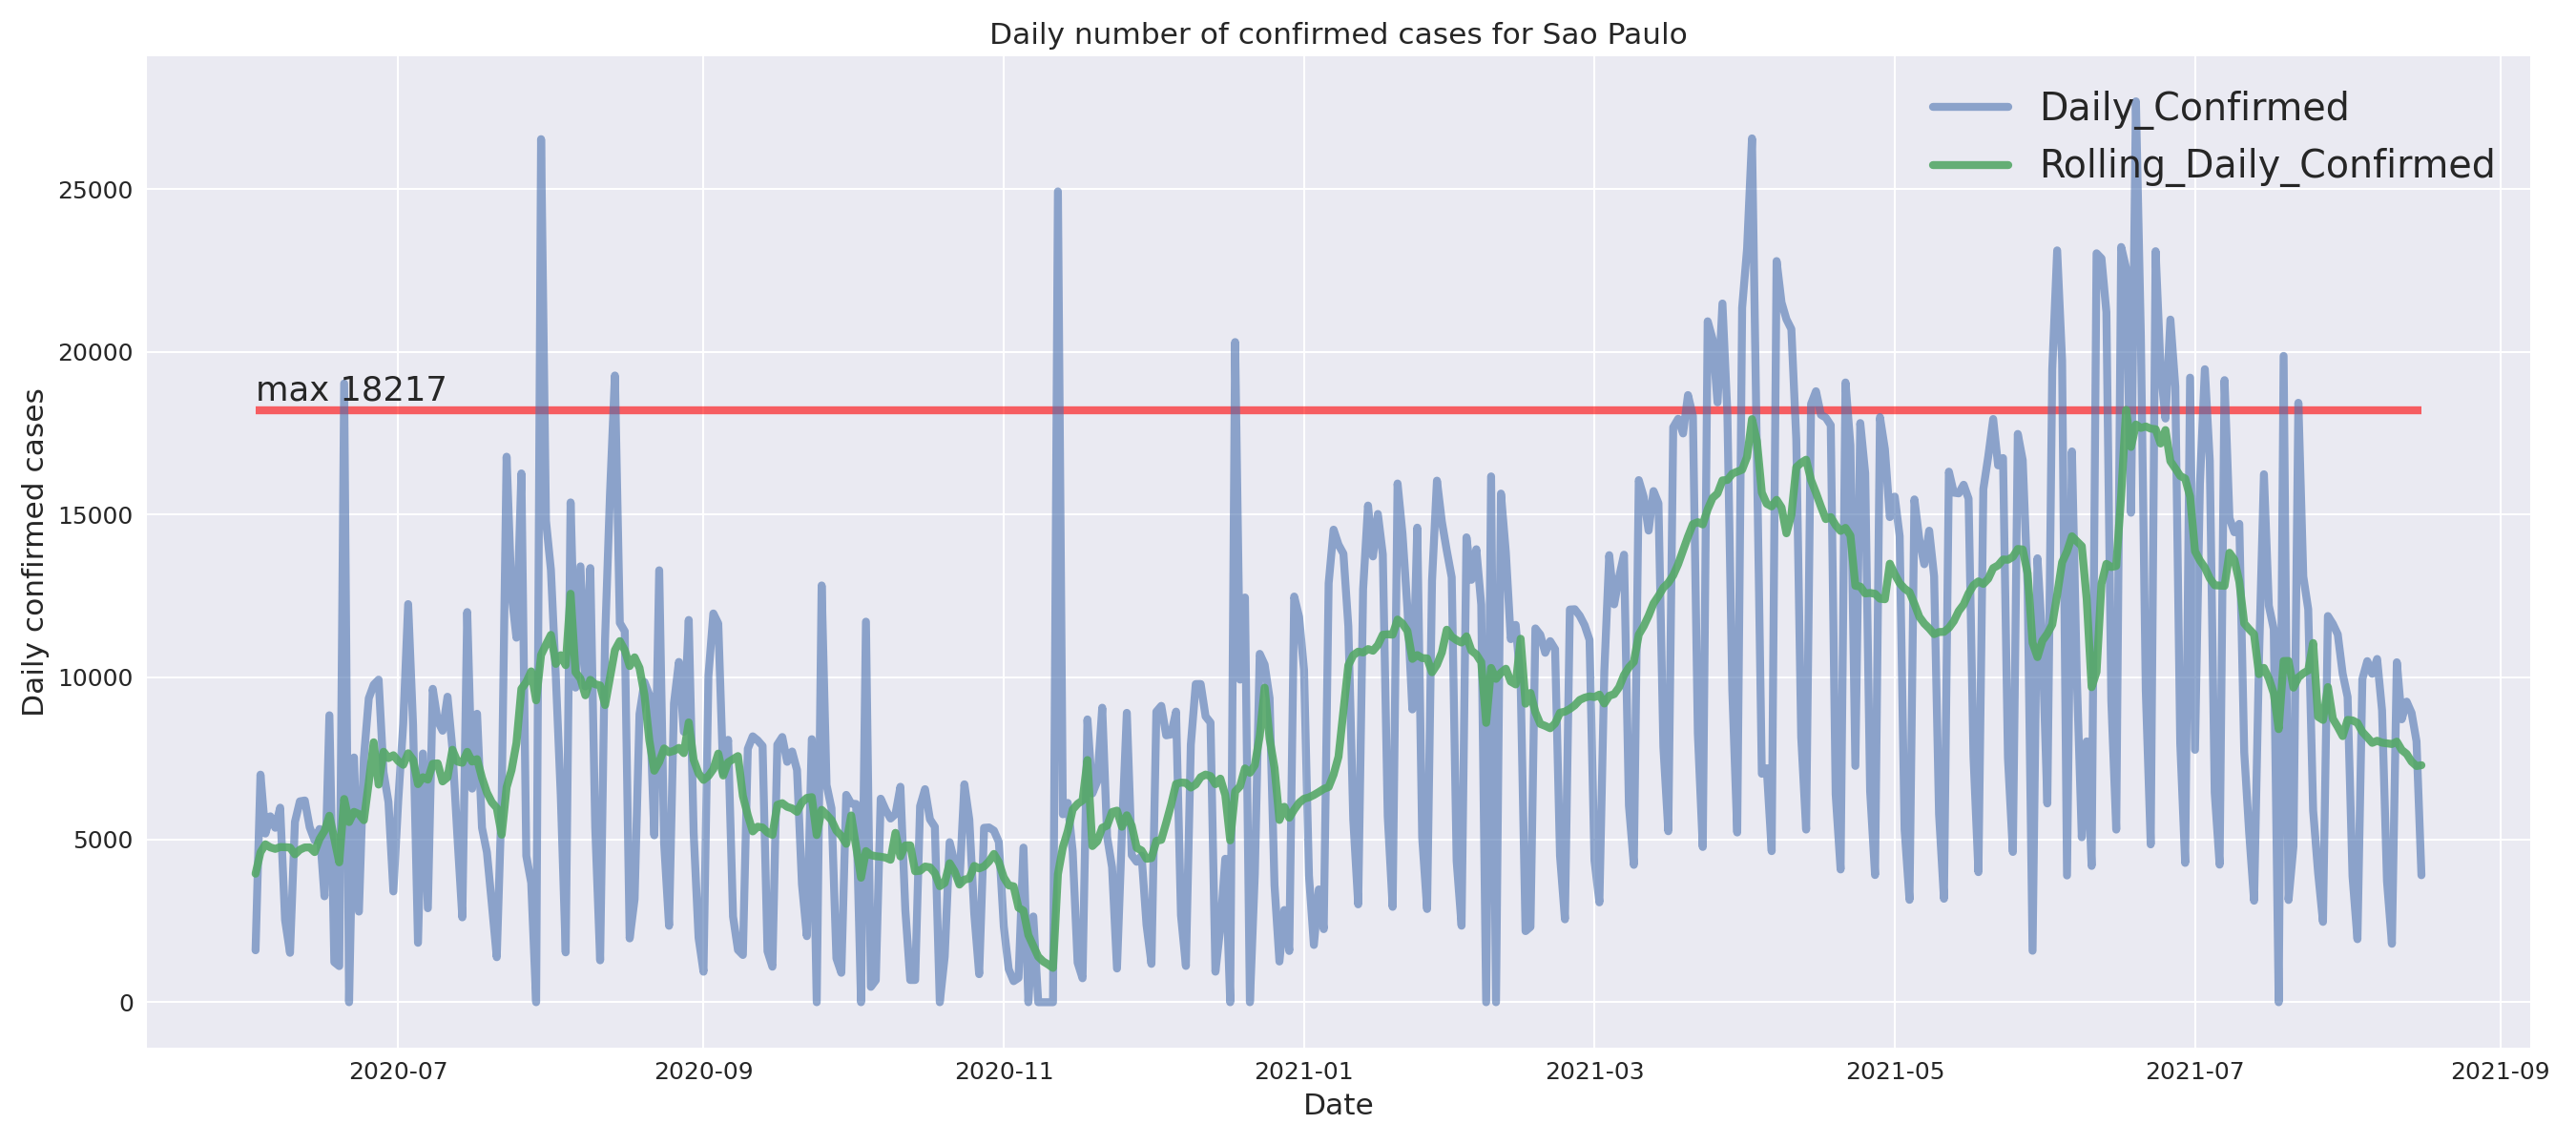 Daily number of confirmed cases for Sao Paulo
Daily_Confirmed
Rolling_Daily_Confirmed
25000
20000
15000
10000
5000
0
max 18217
Daily confirmed cases
2020-07 2020-09 2020-11 2021-01 2021-03 2021-05 2021-07 2021-09
Date